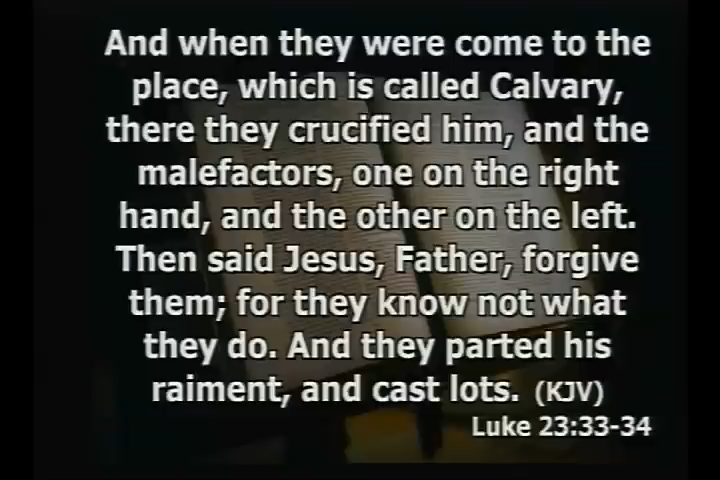 And when they were come to the
place, which is called Calvary,
there they crucified him, and the
malefactors, one on the right
hand, and the other on the left.
Then said Jesus, Father, forgive
them; for they know not what
they do. And they parted his
raiment, and cast lots. (KJV)
Luke 23:33-34